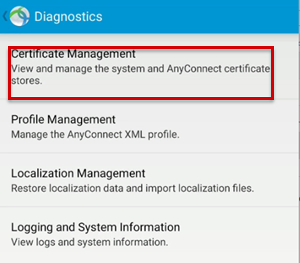 Diagnostics
Certificate Management
View and manage the system and AnyConnect certificate
stores.
Profile Management
Manage the AnyConnect XML profile.
Localization Management
Restore localization data and import localization files.
Logging and System Information
View logs and system information.